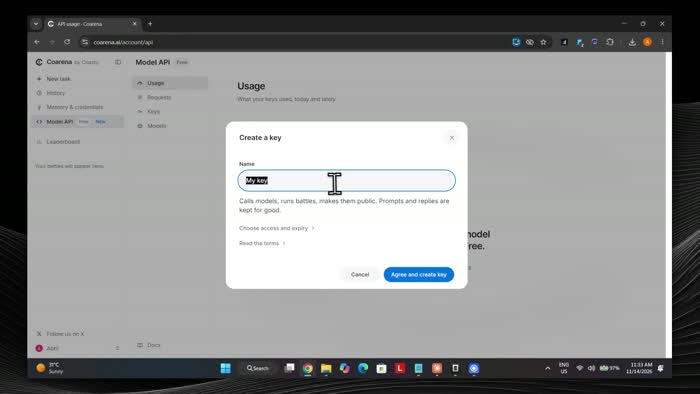 API usage - Coarena
coarena.ai/account/api
Coarena by Coasty
New task
History
Memory & credentials
Model API Free New
Leaderboard
Your battles will appear here.
Follow us on X
Abhi
Model API Free
Usage
Requests
Keys
Models
Docs
Usage
What your keys used, today and lately
Create a key
Name
My key
Calls models, runs battles, makes them public. Prompts and replies are
kept for good.
Choose access and expiry
Read the terms
Cancel
Agree and create key
31°C
Sunny
Search
ENG
US
97%
11:33 AM
11/14/2026